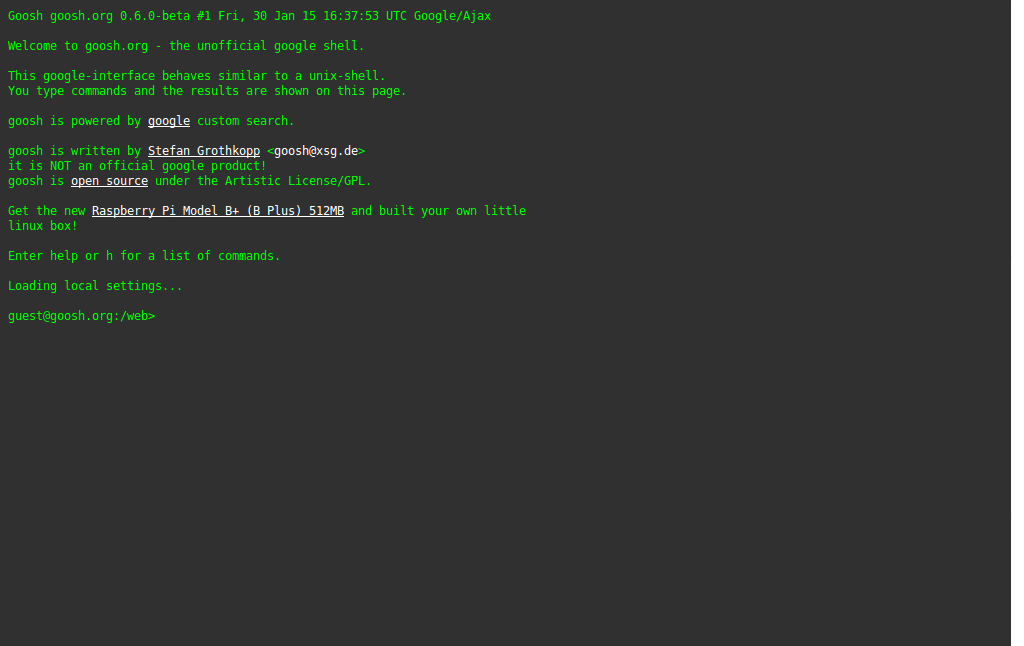 Goosh goosh.org 0.6.0-beta #1 Fri, 30 Jan 15 16:37:53 UTC Google/Ajax
Welcome to goosh.org - the unofficial google shell.
This google-interface behaves similar to a unix-shell.
You type commands and the results are shown on this page.
goosh is powered by google custom search.
goosh is written by Stefan Grothkopp <goosh@xsg.de>
it is NOT an official google product!
goosh is open source under the Artistic License/GPL.
Get the new Raspberry Pi Model B+ (B Plus) 512MB and built your own little
linux box!
Enter help or h for a list of commands.
Loading local settings...
guest@goosh.org:/web>